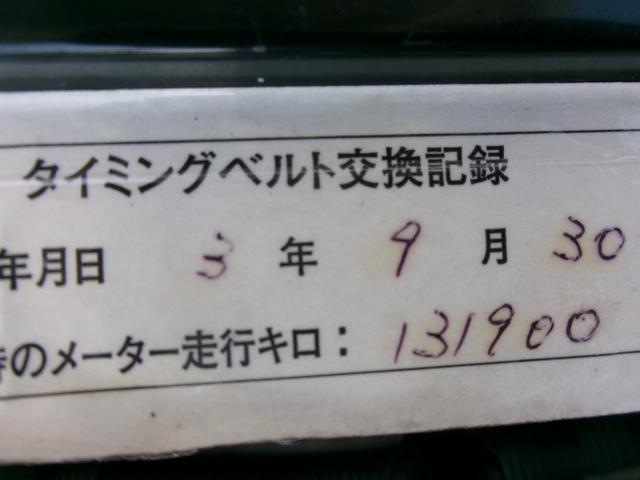 タイミングベルト交換記録
年月日 3 年 9 月 30
時のメーター走行キロ: 131900